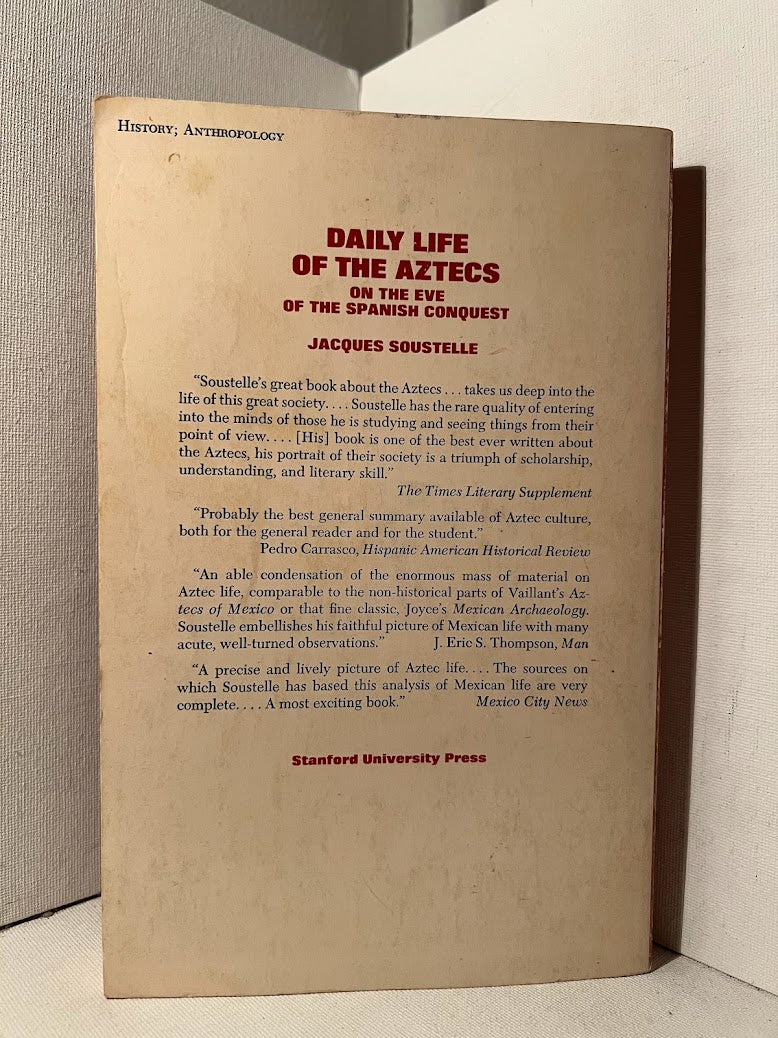 HISTORY; ANTHROPOLOGY
DAILY LIFE
OF THE AZTECS
ON THE EVE
OF THE SPANISH CONQUEST
JACQUES SOUSTELLE
“Soustelle’s great book about the Aztecs . . . takes us deep into the
life of this great society. . . . Soustelle has the rare quality of entering
into the minds of those he is studying and seeing things from their
point of view. . . . [His] book is one of the best ever written about
the Aztecs, his portrait of their society is a triumph of scholarship,
understanding, and literary skill.”
The Times Literary Supplement
“Probably the best general summary available of Aztec culture,
both for the general reader and for the student.”
Pedro Carrasco, Hispanic American Historical Review
“An able condensation of the enormous mass of material on
Aztec life, comparable to the non-historical parts of Vaillant’s Az-
tecs of Mexico or that fine classic, Joyce’s Mexican Archaeology.
Soustelle embellishes his faithful picture of Mexican life with many
acute, well-turned observations.” J. Eric S. Thompson, Man
“A precise and lively picture of Aztec life. . . . The sources on
which Soustelle has based this analysis of Mexican life are very
complete. . . . A most exciting book.” Mexico City News
Stanford University Press